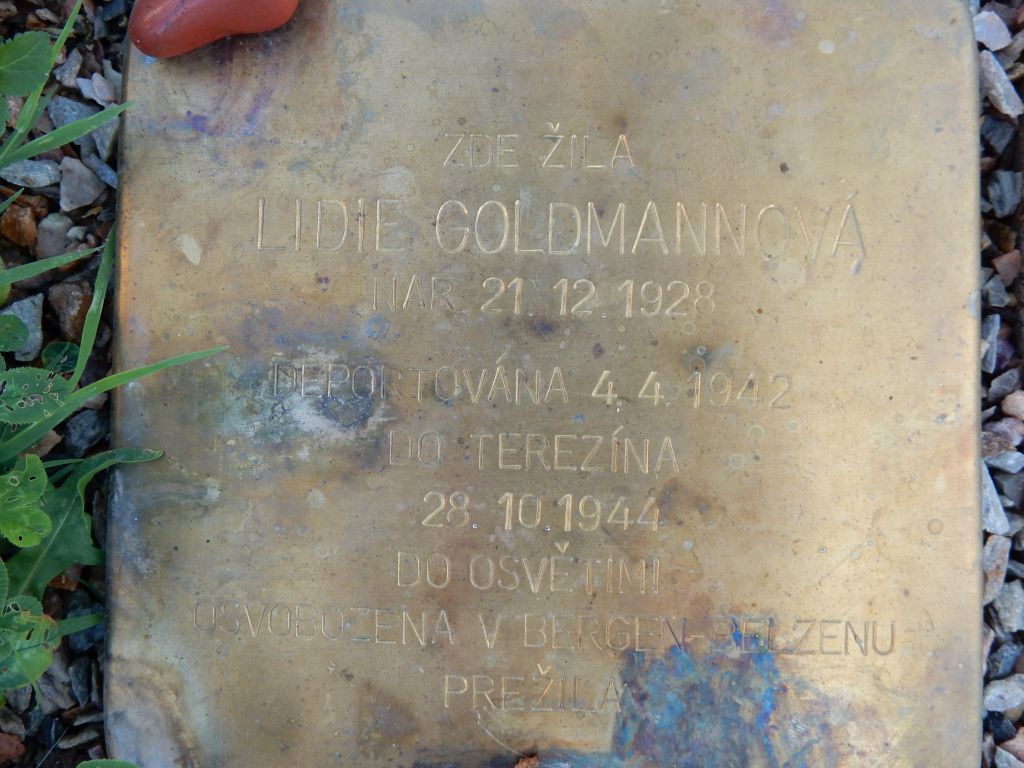 ZDE ŽILA
LIDIE GOLDMANNOVÁ
NAR. 21. 12. 1928
DEPORTOVÁNA 4. 4. 1942
DO TEREZÍNA
28. 10. 1944
DO OSVĚTIMI
OSVOBOZENA V BERGEN-BELZENU
PŘEŽILA